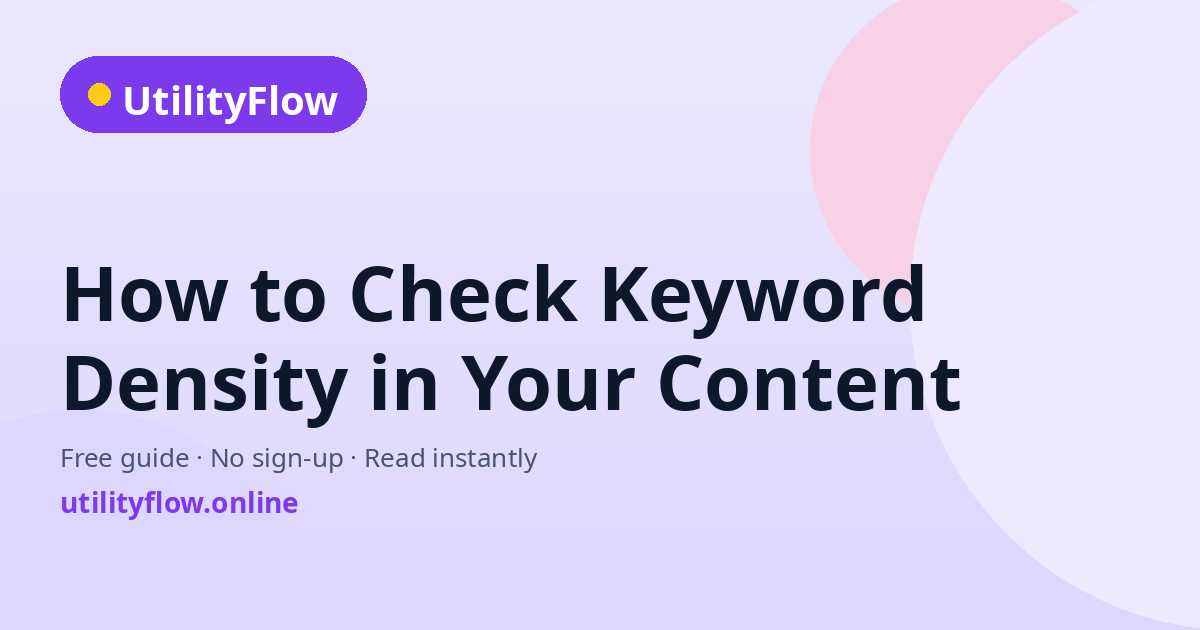 UtilityFlow
How to Check Keyword
Density in Your Content
Free guide · No sign-up · Read instantly
utilityflow.online